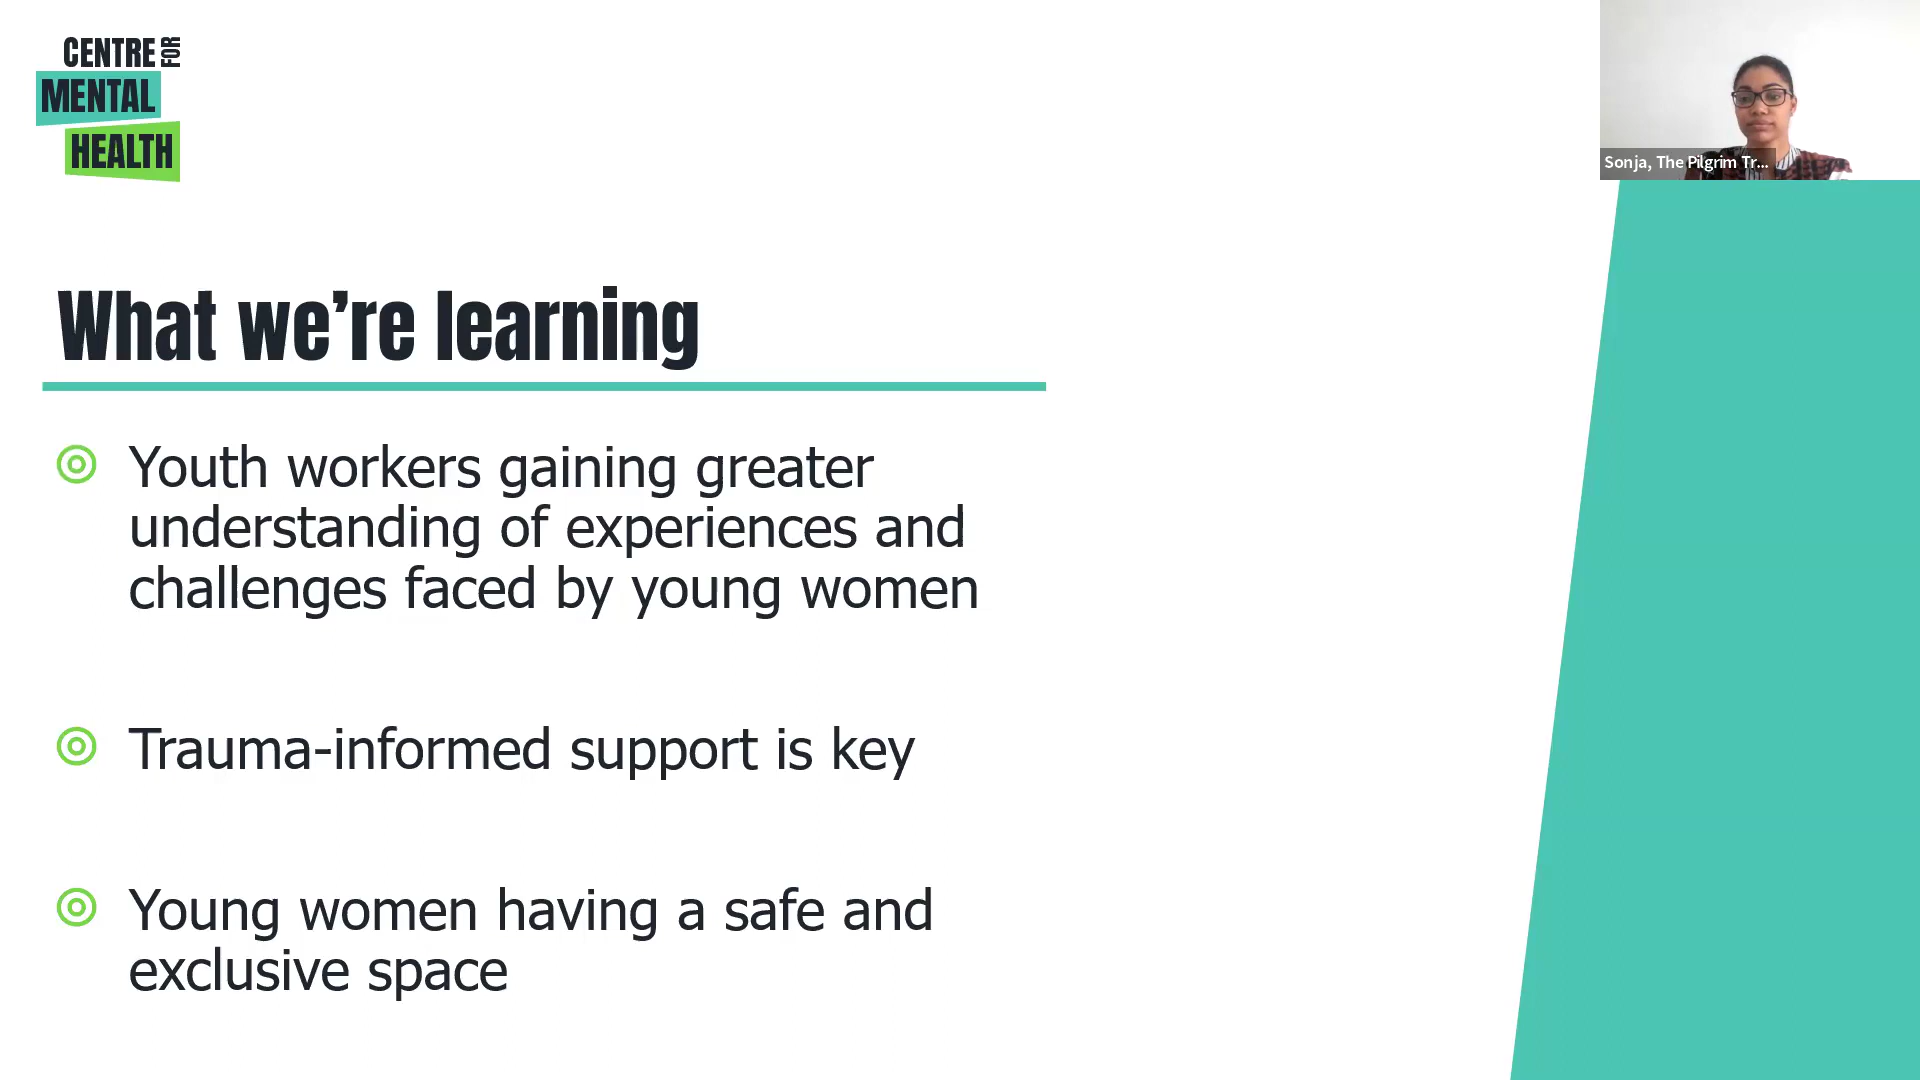 CENTRE FOR
MENTAL
HEALTH
Sonja, The Pilgrim Tr...
What we’re learning
Youth workers gaining greater
understanding of experiences and
challenges faced by young women
Trauma-informed support is key
Young women having a safe and
exclusive space